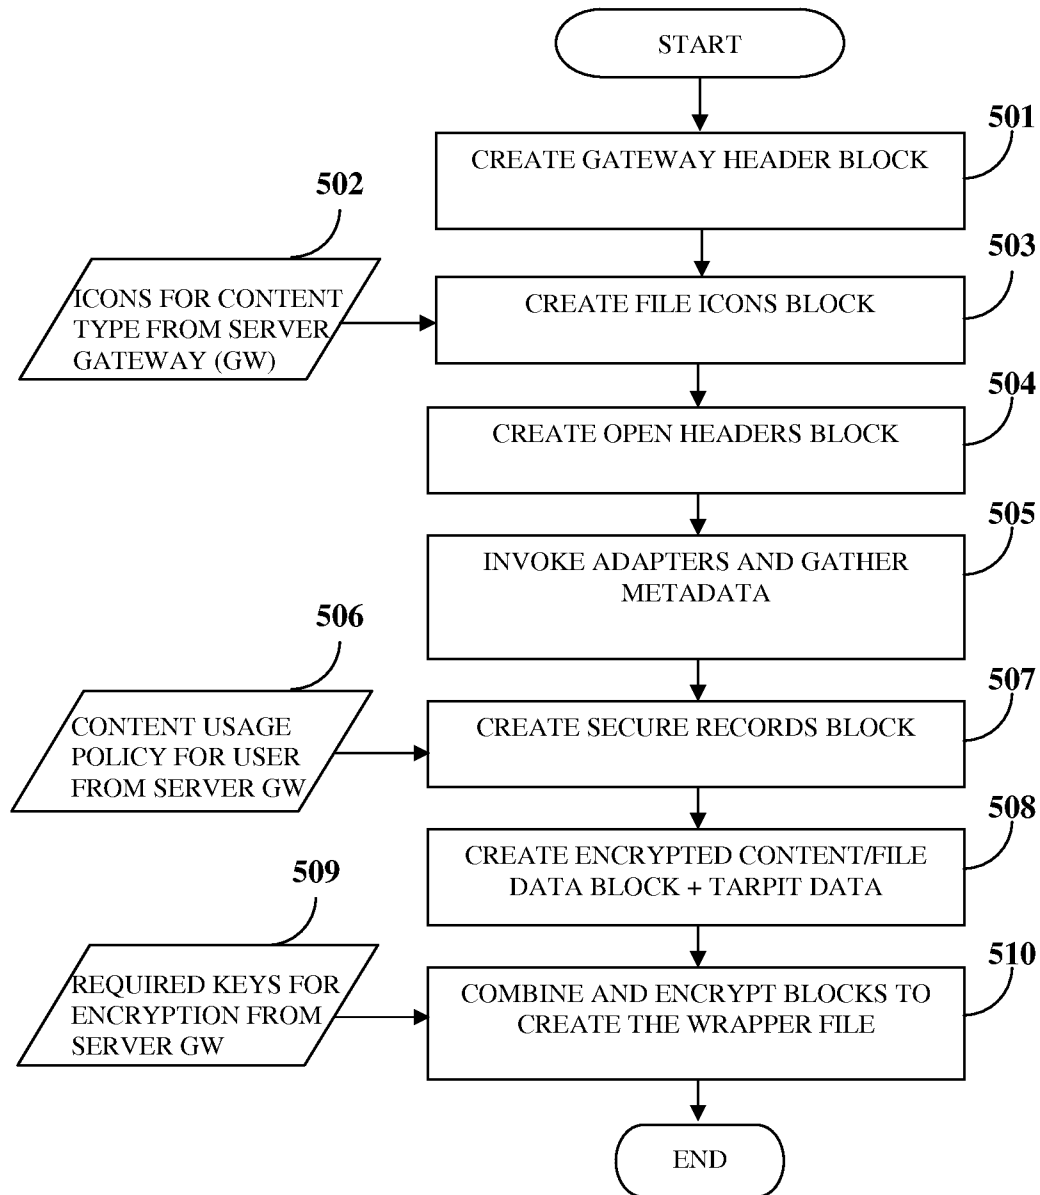 START
501
CREATE GATEWAY HEADER BLOCK
502
503
ICONS FOR CONTENT
TYPE FROM SERVER
GATEWAY (GW)
CREATE FILE ICONS BLOCK
504
CREATE OPEN HEADERS BLOCK
505
INVOKE ADAPTERS AND GATHER
METADATA
506
507
CONTENT USAGE
POLICY FOR USER
FROM SERVER GW
CREATE SECURE RECORDS BLOCK
508
CREATE ENCRYPTED CONTENT/FILE
DATA BLOCK + TARPIT DATA
509
510
REQUIRED KEYS FOR
ENCRYPTION FROM
SERVER GW
COMBINE AND ENCRYPT BLOCKS TO
CREATE THE WRAPPER FILE
END